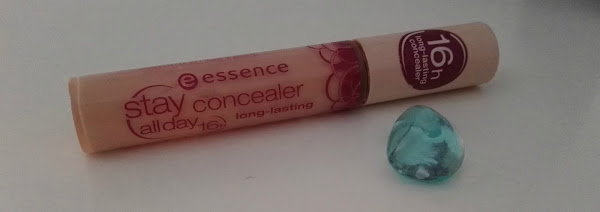 essence
stay concealer
all day 16h
long-lasting
16h
long-lasting
concealer